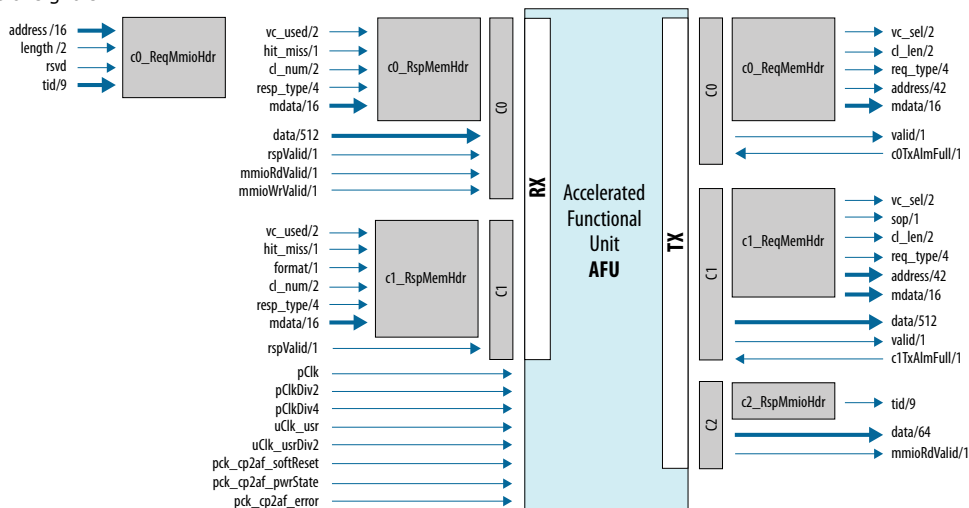 address /16
length /2
rsvd
tid/9
c0_ReqMmioHdr
vc_used/2
hit_miss/1
cl_num/2
resp_type/4
mdata/16
c0_RspMemHdr
data/512
rspValid/1
mmioRdValid/1
mmioWrValid/1
C0
vc_used/2
hit_miss/1
format/1
cl_num/2
resp_type/4
mdata/16
c1_RspMemHdr
rspValid/1
C1
pClk
pClkDiv2
pClkDiv4
uClk_usr
uClk_usrDiv2
pck_cp2af_softReset
pck_cp2af_pwrState
pck_cp2af_error
RX
Accelerated
Functional
Unit
AFU
TX
C0
c0_ReqMemHdr
vc_sel/2
cl_len/2
req_type/4
address/42
mdata/16
valid/1
c0TxAlmFull/1
C1
c1_ReqMemHdr
vc_sel/2
sop/1
cl_len/2
req_type/4
address/42
mdata/16
data/512
valid/1
c1TxAlmFull/1
C2
c2_RspMmioHdr
tid/9
data/64
mmioRdValid/1